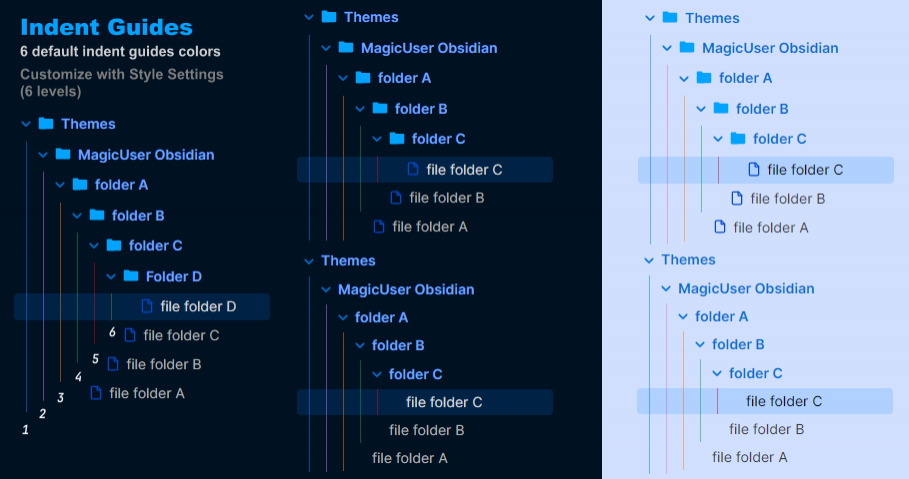 Indent Guides
6 default indent guides colors
Customize with Style Settings
(6 levels)
Themes
MagicUser Obsidian
folder A
folder B
folder C
Folder D
file folder D
6
file folder C
5
file folder B
4
file folder A
3
2
1
Themes
MagicUser Obsidian
folder A
folder B
folder C
file folder C
file folder B
file folder A
Themes
MagicUser Obsidian
folder A
folder B
folder C
file folder C
file folder B
file folder A
Themes
MagicUser Obsidian
folder A
folder B
folder C
file folder C
file folder B
file folder A
Themes
MagicUser Obsidian
folder A
folder B
folder C
file folder C
file folder B
file folder A